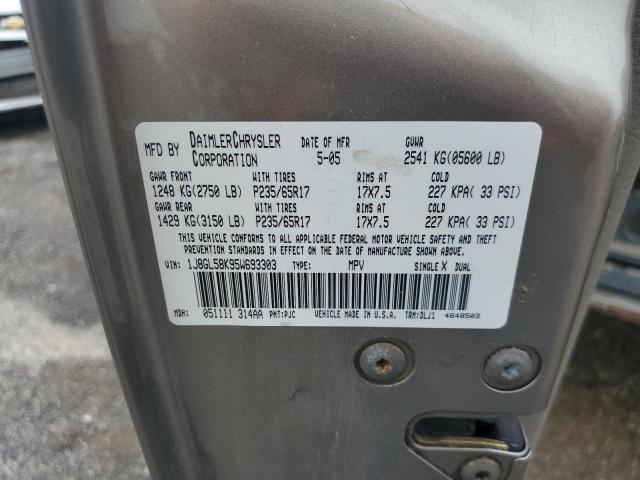 MFD BY DAIMLERCHRYSLER CORPORATION DATE OF MFR 5-05 GVWR 2541 KG(05600 LB)
GAWR FRONT WITH TIRES RIMS AT COLD
1248 KG(2750 LB) P235/65R17 17X7.5 227 KPA( 33 PSI)
GAWR REAR WITH TIRES RIMS AT COLD
1429 KG(3150 LB) P235/65R17 17X7.5 227 KPA( 33 PSI)
THIS VEHICLE CONFORMS TO ALL APPLICABLE FEDERAL MOTOR VEHICLE SAFETY AND THEFT
PREVENTION STANDARDS IN EFFECT ON THE DATE OF MANUFACTURE SHOWN ABOVE.
VIN: 1J8GL58K95W693303 TYPE: MPV SINGLE X DUAL
MDH: 051111 314AA PNT:PJC VEHICLE MADE IN U.S.A. TRM:DLJ1 4648503